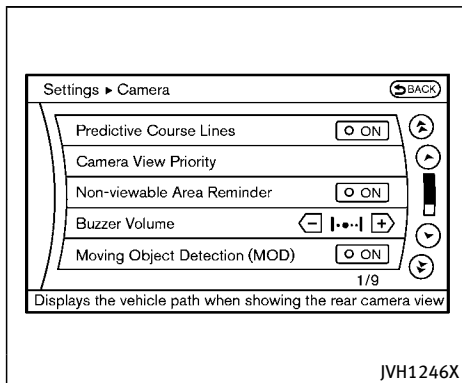 Settings ▸ Camera BACK
Predictive Course Lines ON
Camera View Priority
Non-viewable Area Reminder ON
Buzzer Volume − +
Moving Object Detection (MOD) ON
1/9
Displays the vehicle path when showing the rear camera view
JVH1246X